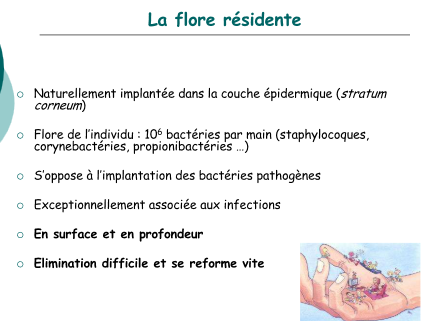 La flore résidente
○ Naturellement implantée dans la couche épidermique (stratum
corneum)
○ Flore de l'individu : 10⁶ bactéries par main (staphylocoques,
corynebactéries, propionibactéries …)
○ S'oppose à l'implantation des bactéries pathogènes
○ Exceptionnellement associée aux infections
○ En surface et en profondeur
○ Elimination difficile et se reforme vite